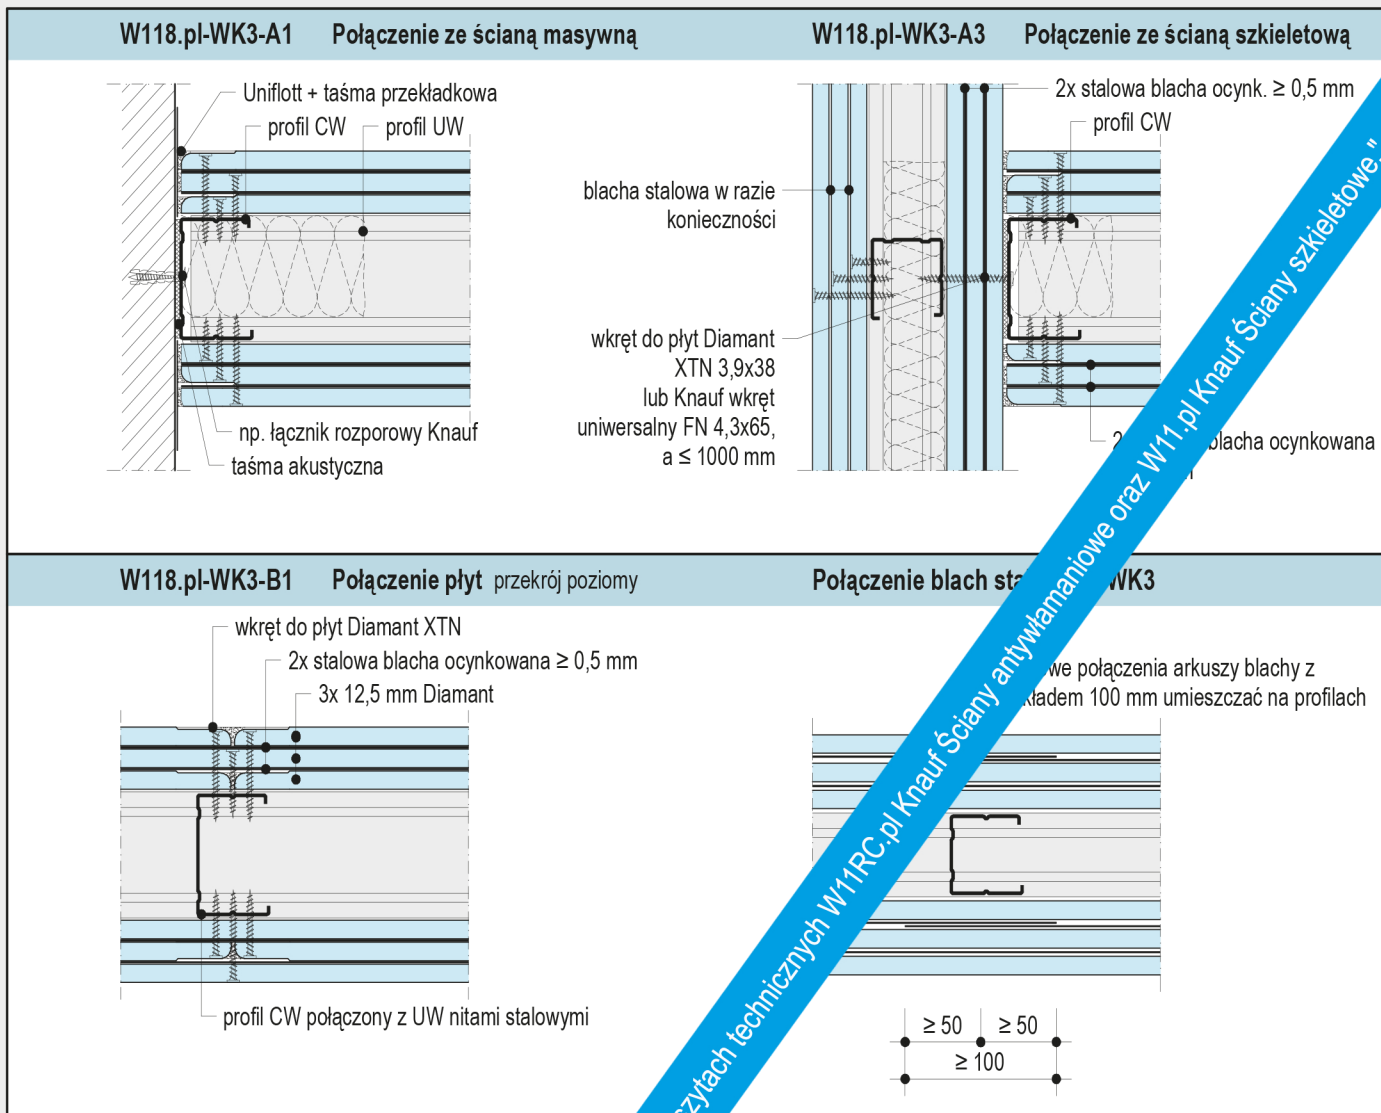 W118.pl-WK3-A1 Połączenie ze ścianą masywną
Uniflott + taśma przekładkowa
profil CW
profil UW
np. łącznik rozporowy Knauf
taśma akustyczna
W118.pl-WK3-A3 Połączenie ze ścianą szkieletową
2x stalowa blacha ocynk. ≥ 0,5 mm
profil CW
blacha stalowa w razie
konieczności
wkręt do płyt Diamant
XTN 3,9x38
lub Knauf wkręt
uniwersalny FN 4,3x65,
a ≤ 1000 mm
blacha ocynkowana
W118.pl-WK3-B1 Połączenie płyt przekrój poziomy
wkręt do płyt Diamant XTN
2x stalowa blacha ocynkowana ≥ 0,5 mm
3x 12,5 mm Diamant
profil CW połączony z UW nitami stalowymi
Połączenie blach WK3
połączenia arkuszy blachy z
100 mm umieszczać na profilach
≥ 50 ≥ 50
≥ 100
technicznych W11RC.pl Knauf Ściany antywłamaniowe oraz W11.pl Knauf Ściany szkieletowe."